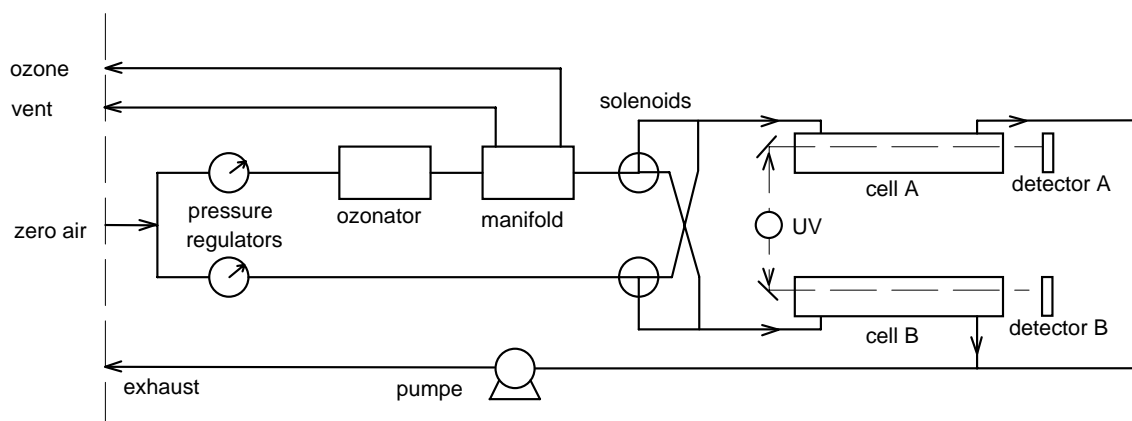 ozone
vent
zero air
pressure
regulators
ozonator
manifold
solenoids
UV
cell A
detector A
cell B
detector B
exhaust
pumpe